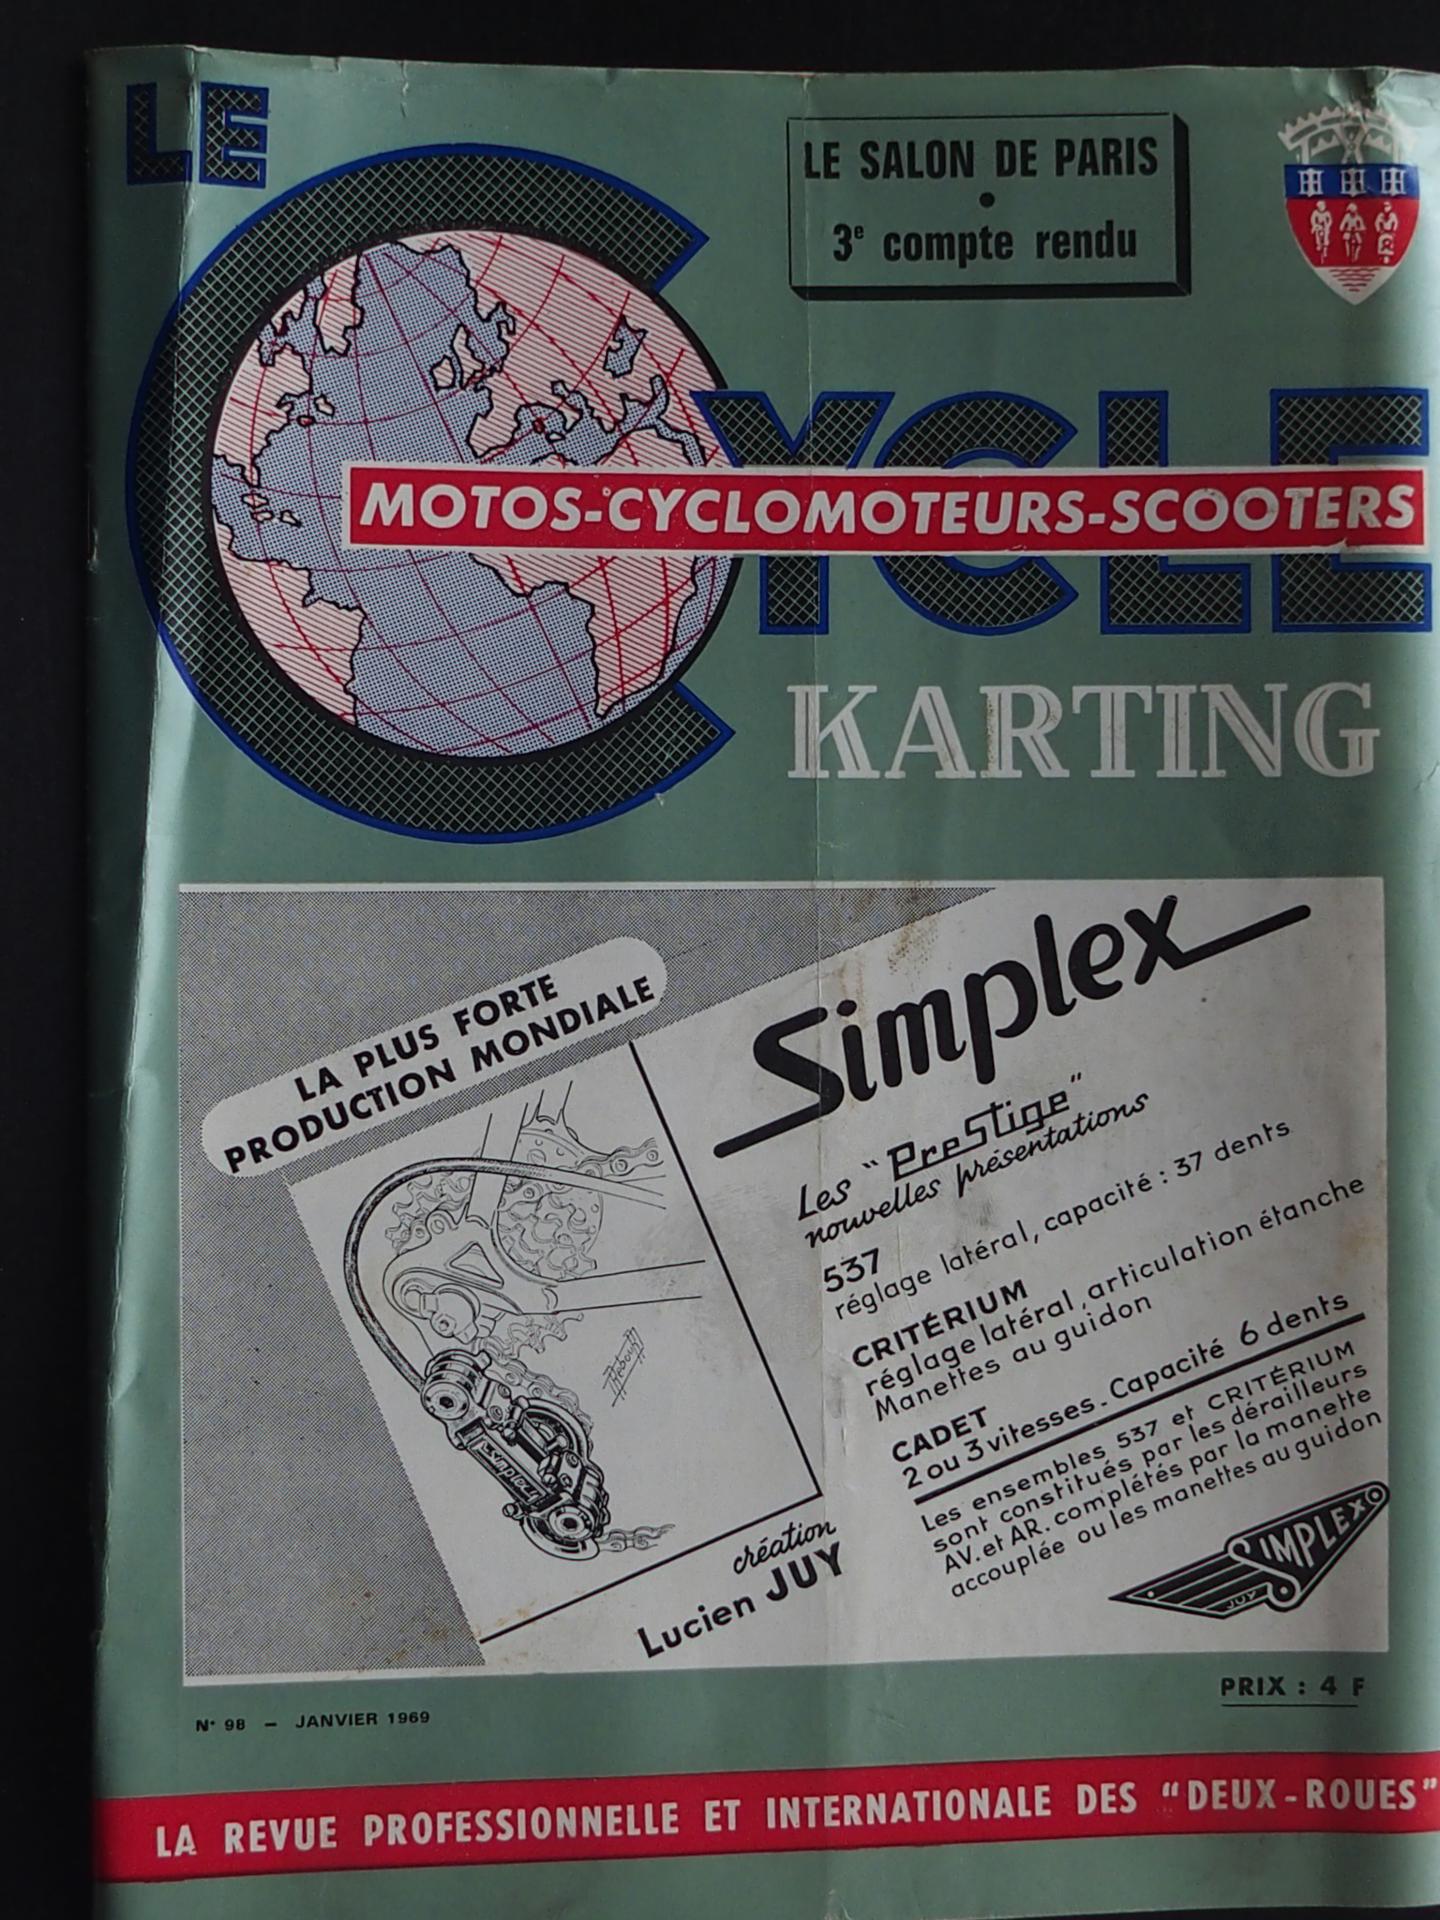 LE
LE SALON DE PARIS
•
3e compte rendu
CYCLE
MOTOS-CYCLOMOTEURS-SCOOTERS
KARTING
LA PLUS FORTE
PRODUCTION MONDIALE
Simplex
Les "PreStige"
nouvelles présentations
537
réglage latéral, capacité : 37 dents
CRITÉRIUM
réglage latéral, articulation étanche
Manettes au guidon
CADET
2 ou 3 vitesses. Capacité 6 dents
Les ensembles 537 et CRITÉRIUM
sont constitués par les dérailleurs
AV. et AR. complétés par la manette
accouplée ou les manettes au guidon
Simplex
création
Lucien JUY
SIMPLEX
JUY
N° 98 – JANVIER 1969
PRIX : 4 F
LA REVUE PROFESSIONNELLE ET INTERNATIONALE DES "DEUX-ROUES"